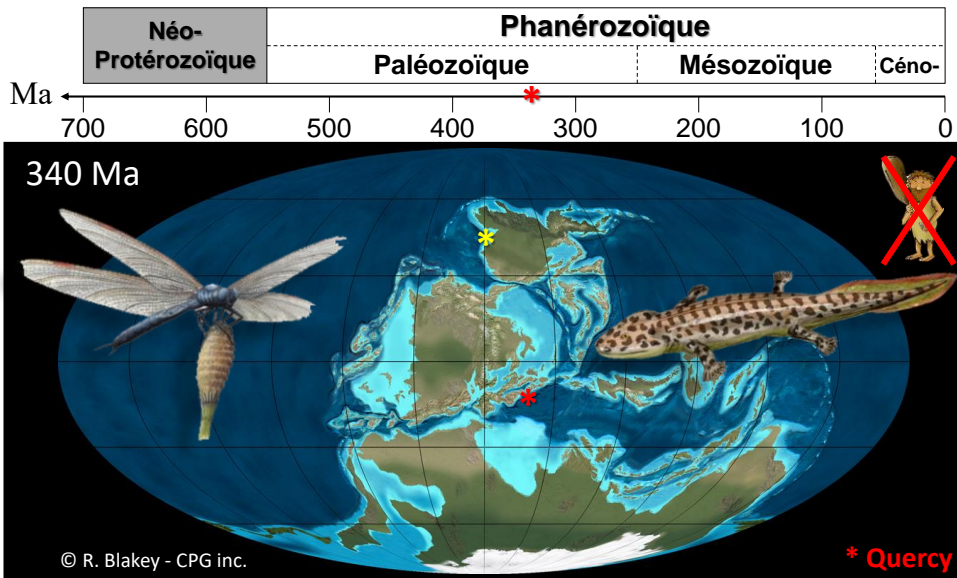 Néo-
Protérozoïque
Phanérozoïque
Paléozoïque
Mésozoïque
Céno-
Ma
700
600
500
400
300
200
100
0
340 Ma
© R. Blakey - CPG inc.
* Quercy